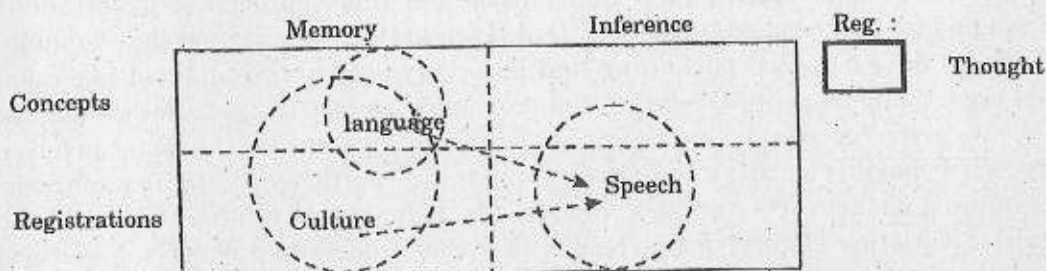 Memory Inference Reg. :
Thought
Concepts
language
Speech
Registrations Culture